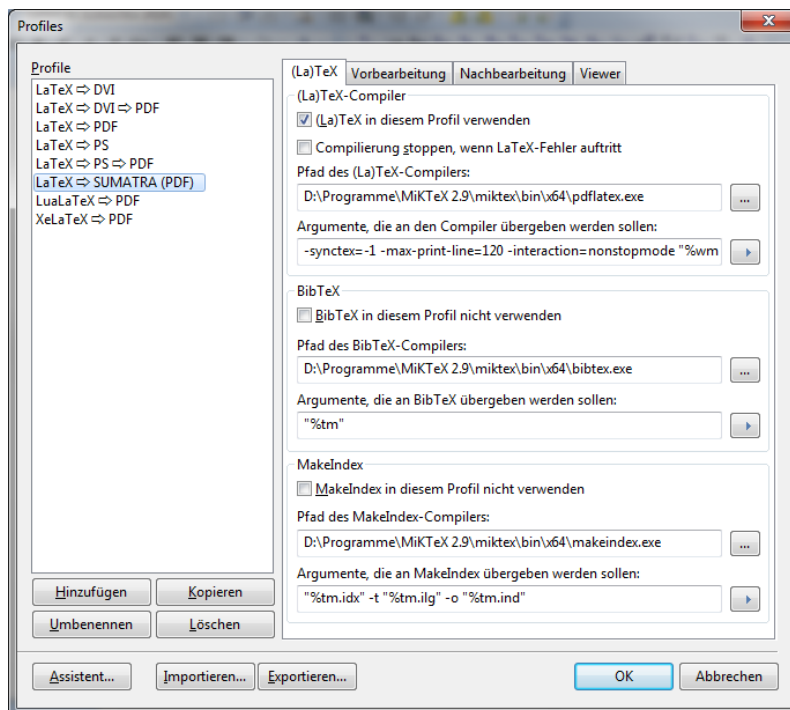 Profiles
Profile
LaTeX ⇨ DVI
LaTeX ⇨ DVI ⇨ PDF
LaTeX ⇨ PDF
LaTeX ⇨ PS
LaTeX ⇨ PS ⇨ PDF
LaTeX ⇨ SUMATRA (PDF)
LuaLaTeX ⇨ PDF
XeLaTeX ⇨ PDF
Hinzufügen
Kopieren
Umbenennen
Löschen
(La)TeX
Vorbearbeitung
Nachbearbeitung
Viewer
(La)TeX-Compiler
(La)TeX in diesem Profil verwenden
Compilierung stoppen, wenn LaTeX-Fehler auftritt
Pfad des (La)TeX-Compilers:
D:\Programme\MiKTeX 2.9\miktex\bin\x64\pdflatex.exe
...
Argumente, die an den Compiler übergeben werden sollen:
-synctex=-1 -max-print-line=120 -interaction=nonstopmode "%wm
BibTeX
BibTeX in diesem Profil nicht verwenden
Pfad des BibTeX-Compilers:
D:\Programme\MiKTeX 2.9\miktex\bin\x64\bibtex.exe
...
Argumente, die an BibTeX übergeben werden sollen:
"%tm"
MakeIndex
MakeIndex in diesem Profil nicht verwenden
Pfad des MakeIndex-Compilers:
D:\Programme\MiKTeX 2.9\miktex\bin\x64\makeindex.exe
...
Argumente, die an MakeIndex übergeben werden sollen:
"%tm.idx" -t "%tm.ilg" -o "%tm.ind"
Assistent...
Importieren...
Exportieren...
OK
Abbrechen